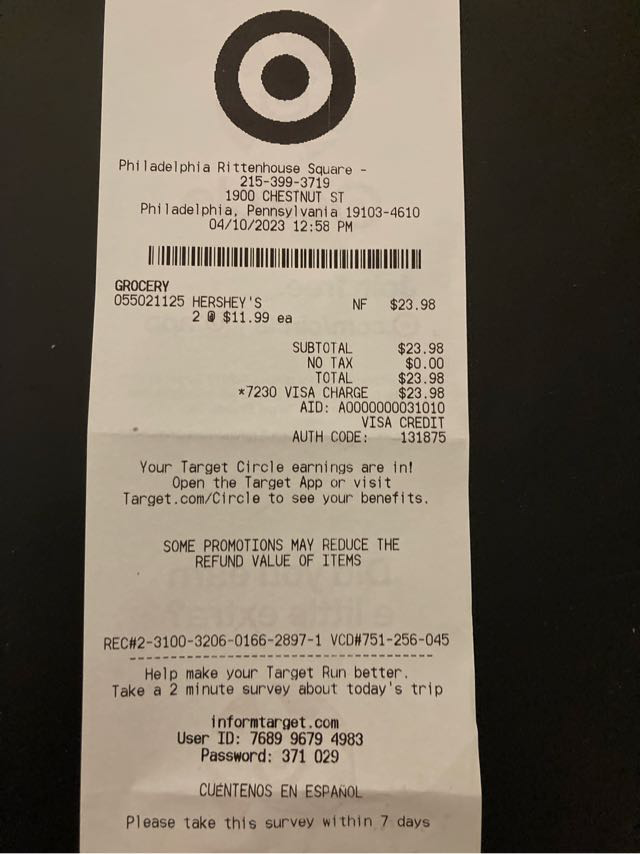 Philadelphia Rittenhouse Square -
215-399-3719
1900 CHESTNUT ST
Philadelphia, Pennsylvania 19103-4610
04/10/2023 12:58 PM
GROCERY
055021125 HERSHEY'S NF $23.98
2 @ $11.99 ea
SUBTOTAL $23.98
NO TAX $0.00
TOTAL $23.98
*7230 VISA CHARGE $23.98
AID: A0000000031010
VISA CREDIT
AUTH CODE: 131875
Your Target Circle earnings are in!
Open the Target App or visit
Target.com/Circle to see your benefits.
SOME PROMOTIONS MAY REDUCE THE
REFUND VALUE OF ITEMS
REC#2-3100-3206-0166-2897-1 VCD#751-256-045
Help make your Target Run better.
Take a 2 minute survey about today's trip
informtarget.com
User ID: 7689 9679 4983
Password: 371 029
CUÉNTENOS EN ESPAÑOL
Please take this survey within 7 days